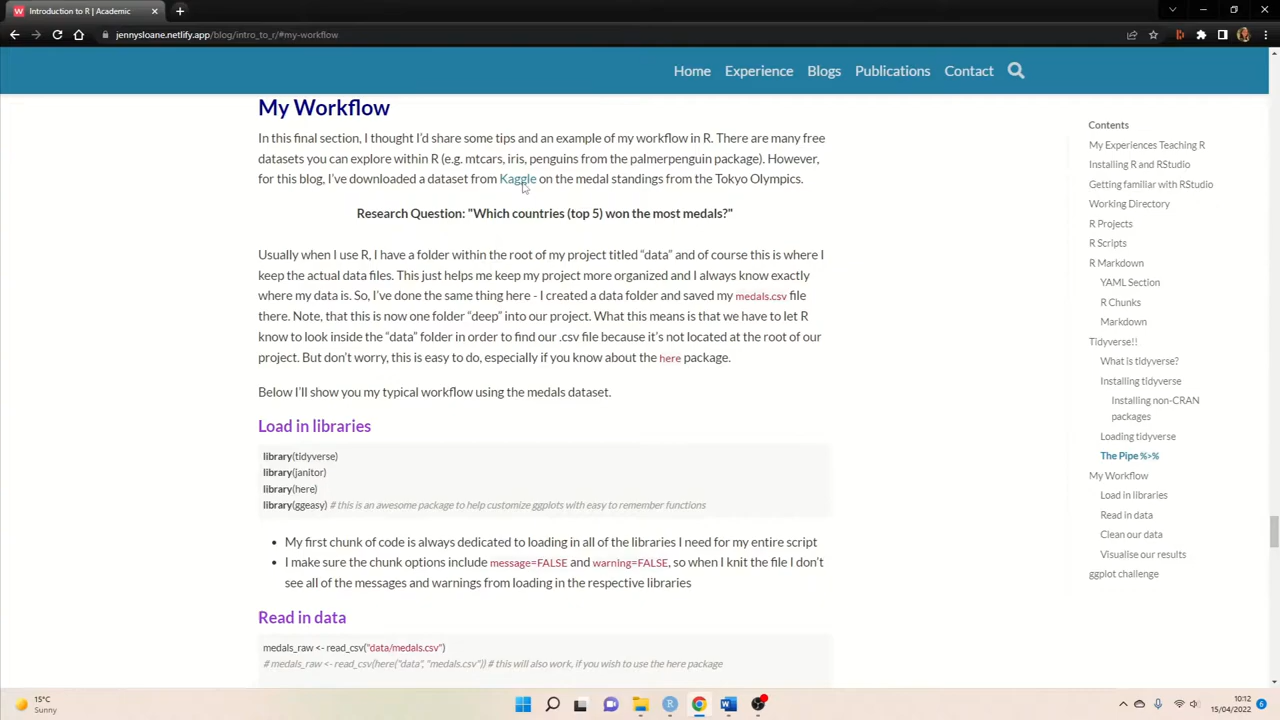 Introduction to R | Academic
jennysloane.netlify.app/blog/intro_to_r/#my-workflow
Home Experience Blogs Publications Contact
My Workflow
In this final section, I thought I'd share some tips and an example of my workflow in R. There are many free
datasets you can explore within R (e.g. mtcars, iris, penguins from the palmerpenguin package). However,
for this blog, I've downloaded a dataset from Kaggle on the medal standings from the Tokyo Olympics.
Research Question: "Which countries (top 5) won the most medals?"
Usually when I use R, I have a folder within the root of my project titled “data” and of course this is where I
keep the actual data files. This just helps me keep my project more organized and I always know exactly
where my data is. So, I've done the same thing here - I created a data folder and saved my medals.csv file
there. Note, that this is now one folder “deep” into our project. What this means is that we have to let R
know to look inside the “data” folder in order to find our .csv file because it's not located at the root of our
project. But don't worry, this is easy to do, especially if you know about the here package.
Below I'll show you my typical workflow using the medals dataset.
Load in libraries
library(tidyverse)
library(janitor)
library(here)
library(ggeasy) # this is an awesome package to help customize ggplots with easy to remember functions
• My first chunk of code is always dedicated to loading in all of the libraries I need for my entire script
• I make sure the chunk options include message=FALSE and warning=FALSE, so when I knit the file I don't
see all of the messages and warnings from loading in the respective libraries
Read in data
medals_raw <- read_csv("data/medals.csv")
# medals_raw <- read_csv(here("data", "medals.csv")) # this will also work, if you wish to use the here package
Contents
My Experiences Teaching R
Installing R and RStudio
Getting familiar with RStudio
Working Directory
R Projects
R Scripts
R Markdown
YAML Section
R Chunks
Markdown
Tidyverse!!
What is tidyverse?
Installing tidyverse
Installing non-CRAN
packages
Loading tidyverse
The Pipe %>%
My Workflow
Load in libraries
Read in data
Clean our data
Visualise our results
ggplot challenge
15°C
Sunny
10:12
15/04/2022
6